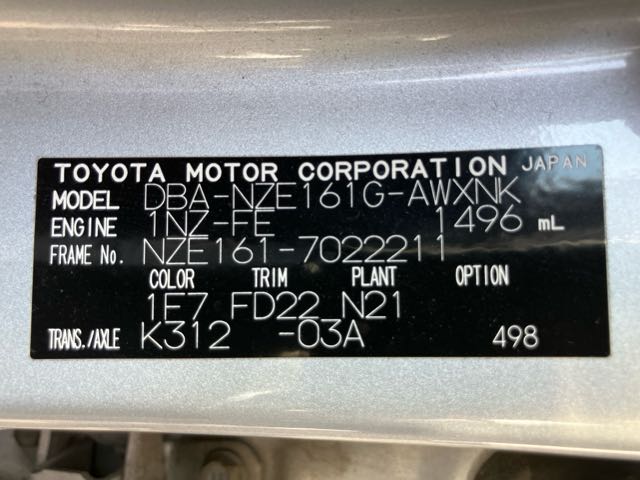 TOYOTA MOTOR CORPORATION JAPAN
MODEL DBA-NZE161G-AWXNK
ENGINE 1NZ-FE 1496 mL
FRAME No. NZE161-7022211
COLOR TRIM PLANT OPTION
1E7 FD22 N21
TRANS./AXLE K312 -03A 498